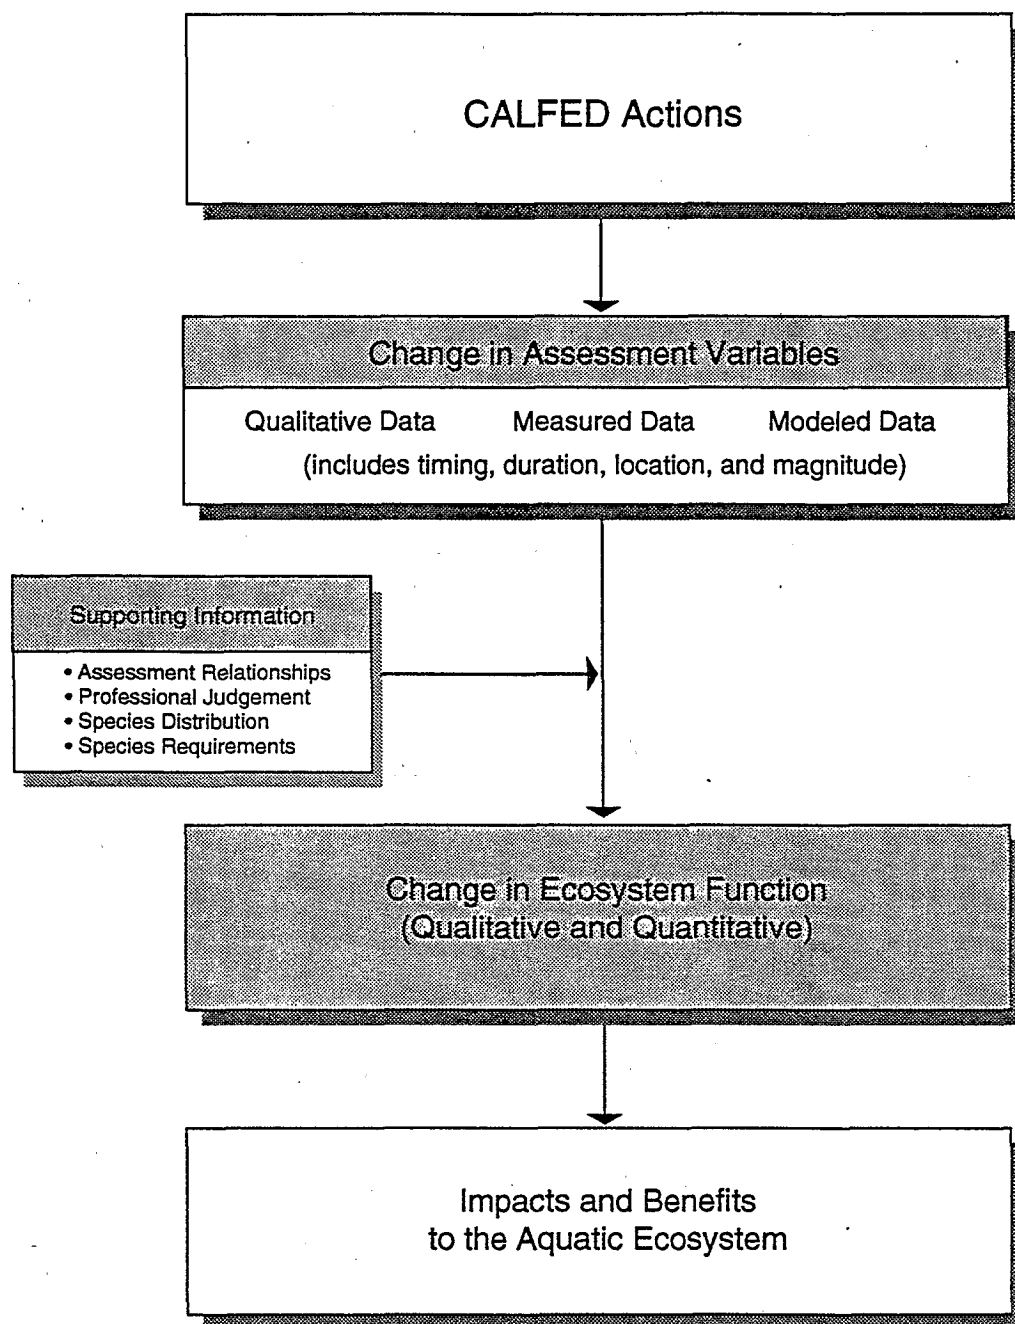 CALFED Actions
Change in Assessment Variables
Qualitative Data Measured Data Modeled Data
(includes timing, duration, location, and magnitude)
Supporting Information
• Assessment Relationships
• Professional Judgement
• Species Distribution
• Species Requirements
Change in Ecosystem Function
(Qualitative and Quantitative)
Impacts and Benefits
to the Aquatic Ecosystem